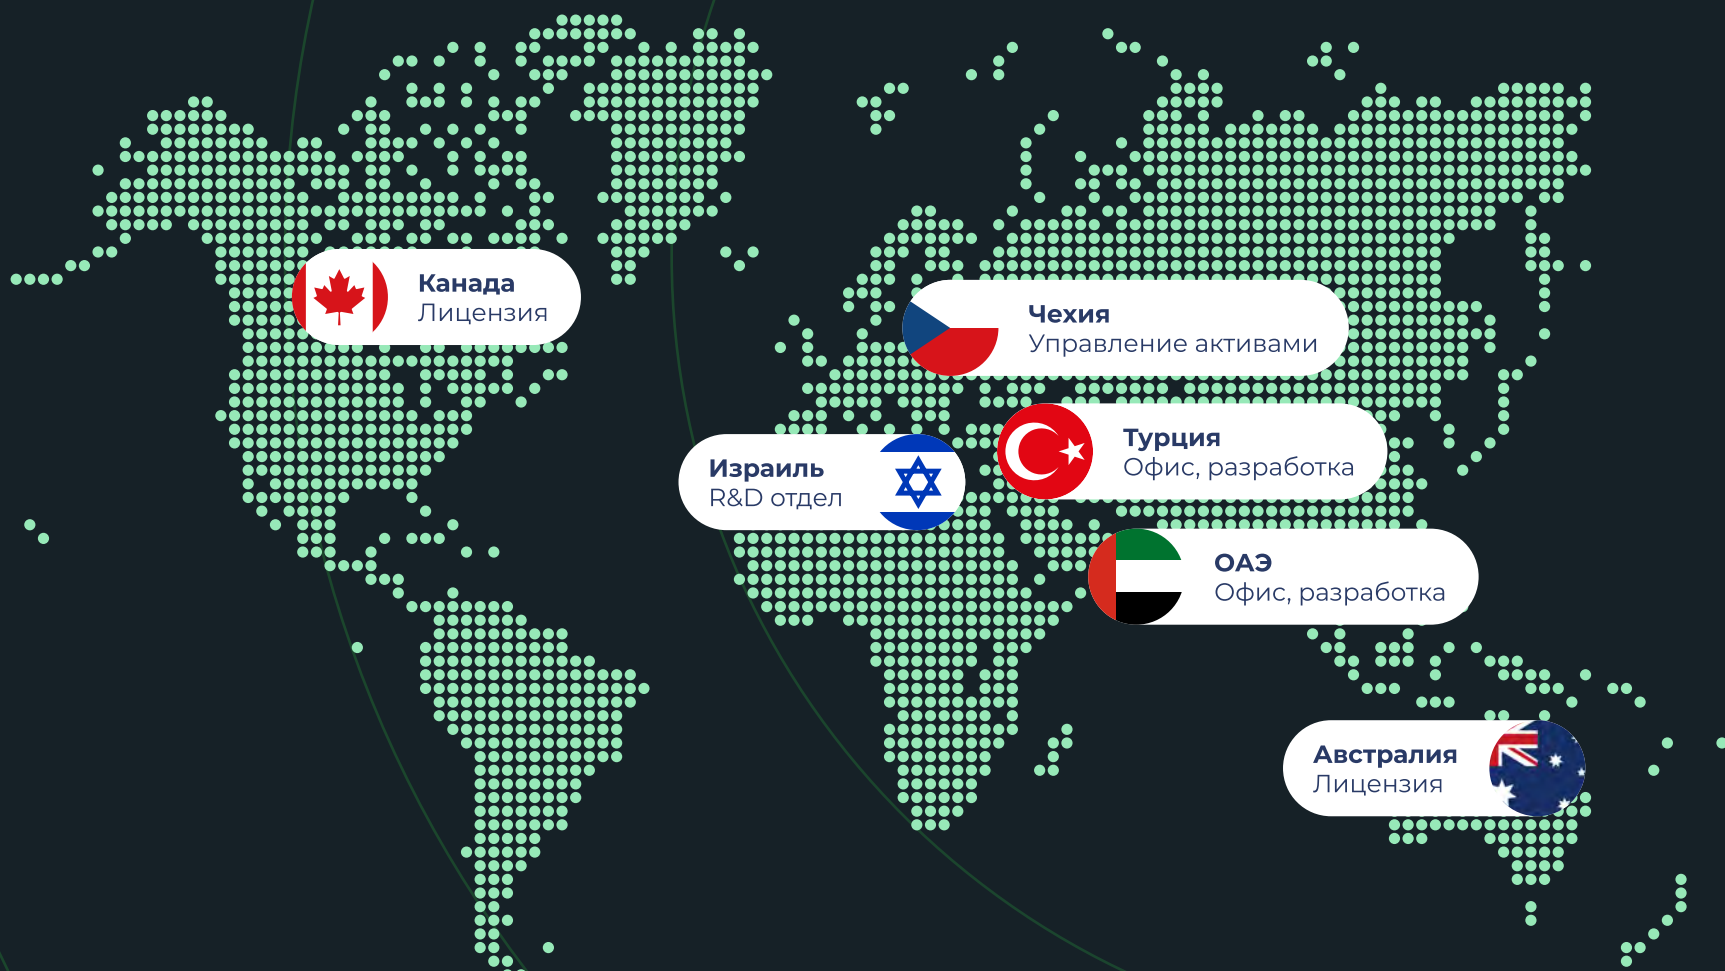 Канада
Лицензия
Чехия
Управление активами
Турция
Офис, разработка
Израиль
R&D отдел
ОАЭ
Офис, разработка
Австралия
Лицензия